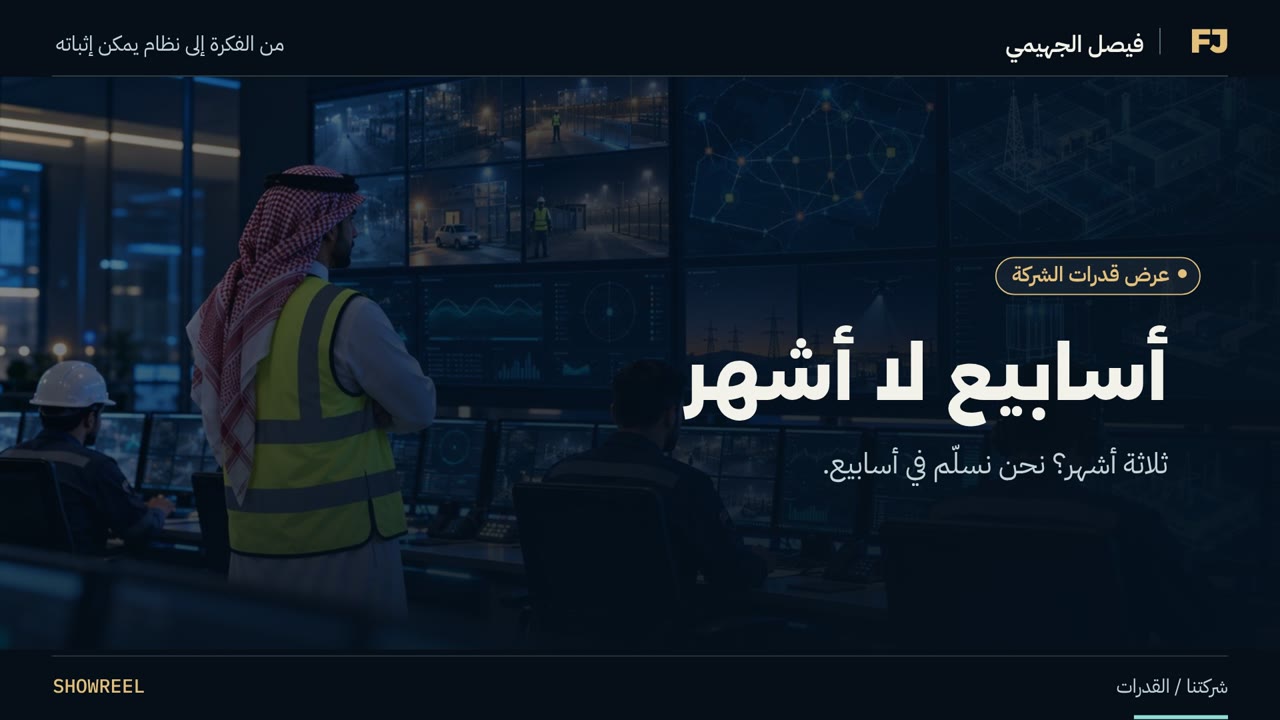 FJ
فيصل الجهيمي
من الفكرة إلى نظام يمكن إثباته
عرض قدرات الشركة
أسابيع لا أشهر
ثلاثة أشهر؟ نحن نسلّم في أسابيع.
شركتنا / القدرات
SHOWREEL